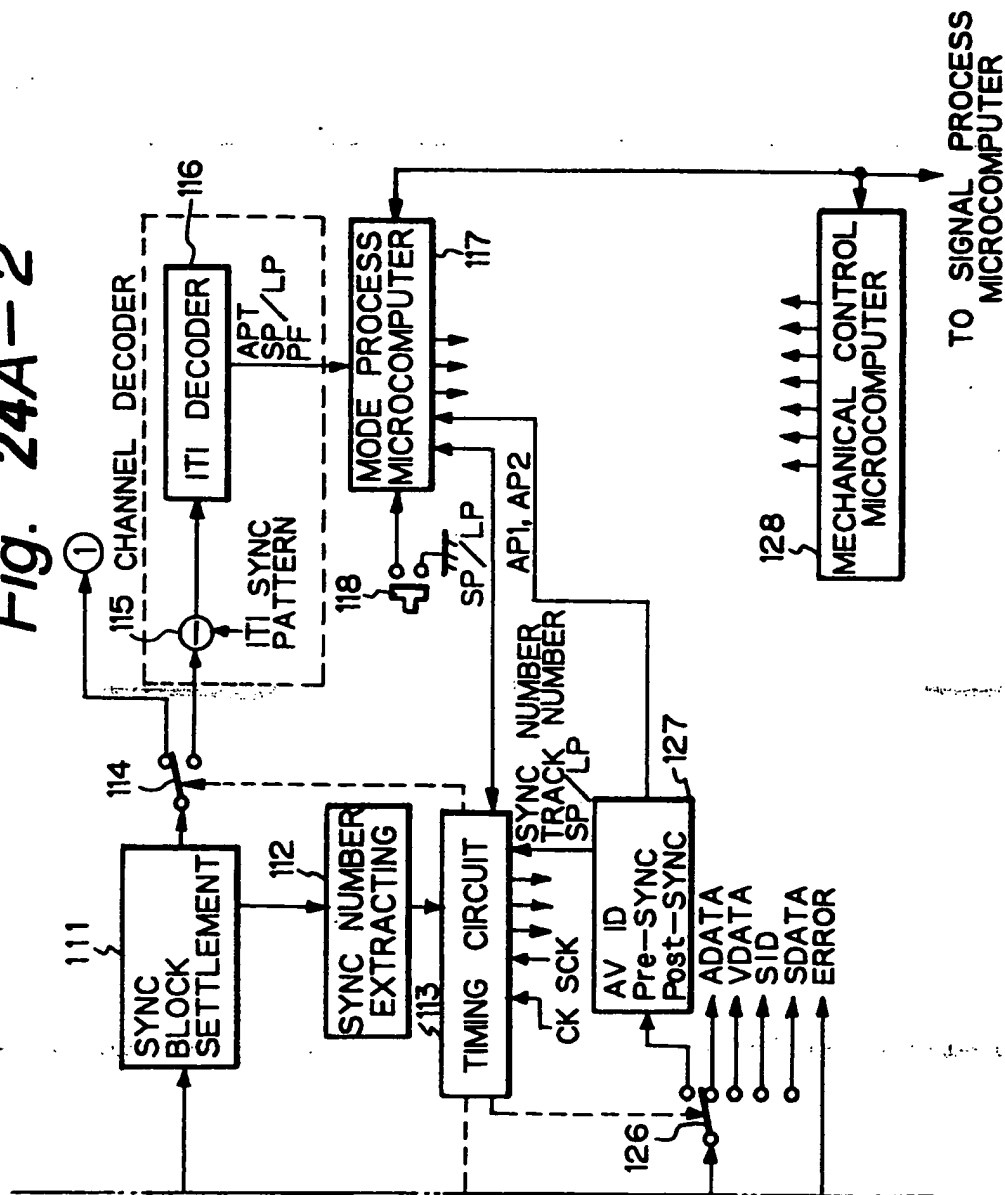 Fig. 24A-2
1
115 CHANNEL DECODER
116
ITI DECODER
ITI SYNC
PATTERN
APT
SP/LP
PF
111
SYNC
BLOCK
SETTLEMENT
114
112
SYNC NUMBER
EXTRACTING
118
MODE PROCESS
MICROCOMPUTER
117
SP/LP
AP1, AP2
113
TIMING CIRCUIT
CK SCK
SYNC NUMBER
TRACK NUMBER
SP/LP
127
AV ID
Pre-SYNC
Post-SYNC
126
ADATA
VDATA
SID
SDATA
ERROR
128
MECHANICAL CONTROL
MICROCOMPUTER
TO SIGNAL PROCESS
MICROCOMPUTER